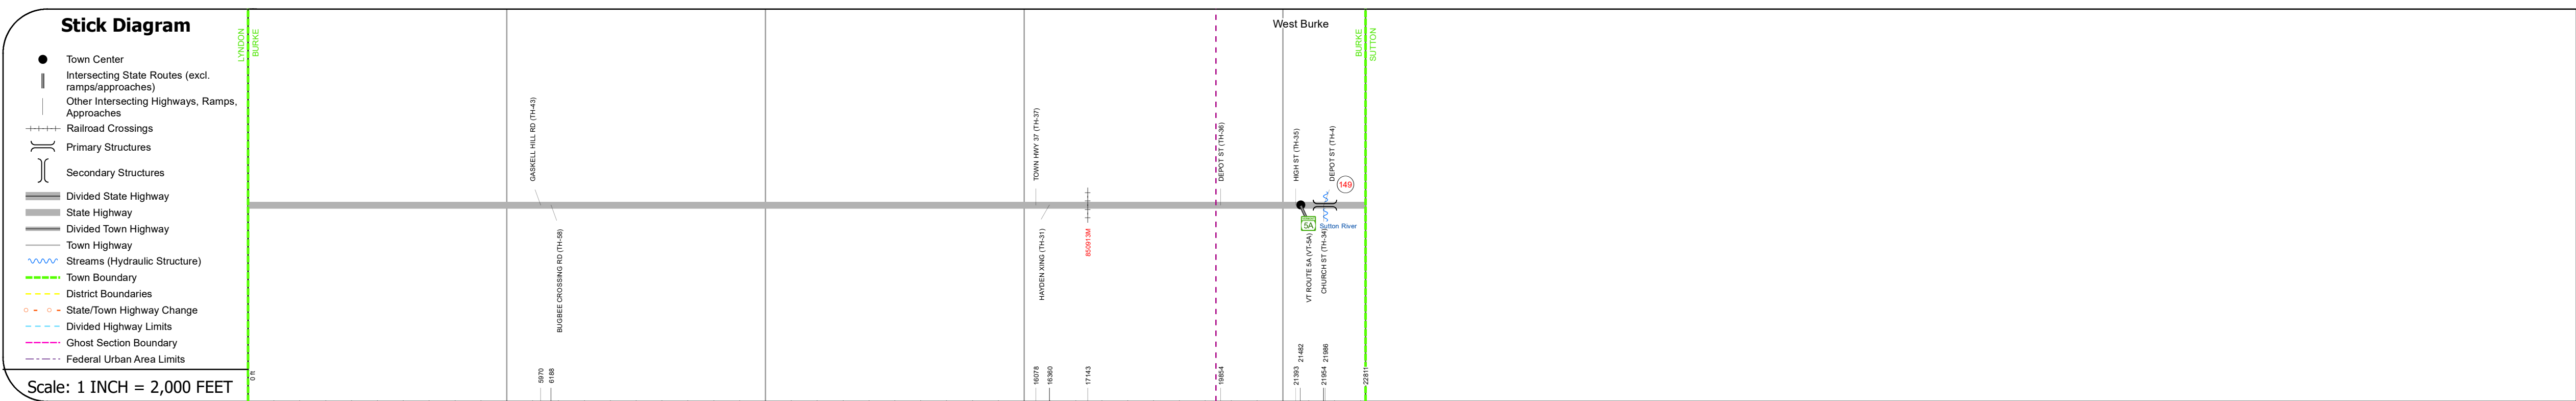 Stick Diagram
Town Center
Intersecting State Routes (excl.
ramps/approaches)
Other Intersecting Highways, Ramps,
Approaches
Railroad Crossings
Primary Structures
Secondary Structures
Divided State Highway
State Highway
Divided Town Highway
Town Highway
Streams (Hydraulic Structure)
Town Boundary
District Boundaries
State/Town Highway Change
Divided Highway Limits
Ghost Section Boundary
Federal Urban Area Limits
Scale: 1 INCH = 2,000 FEET
LYNDON
BURKE
West Burke
BURKE
SUTTON
GASKELL HILL RD (TH-43)
BUGBEE CROSSING RD (TH-58)
TOWN HWY 37 (TH-37)
HAYDEN XING (TH-31)
850913M
DEPOT ST (TH-36)
HIGH ST (TH-35)
DEPOT ST (TH-4)
149
5A
Sutton River
VT ROUTE 5A (VT-5A)
CHURCH ST (TH-34)
0 ft
5970
6188
16078
16360
17143
19854
21393
21482
21954
21986
22811